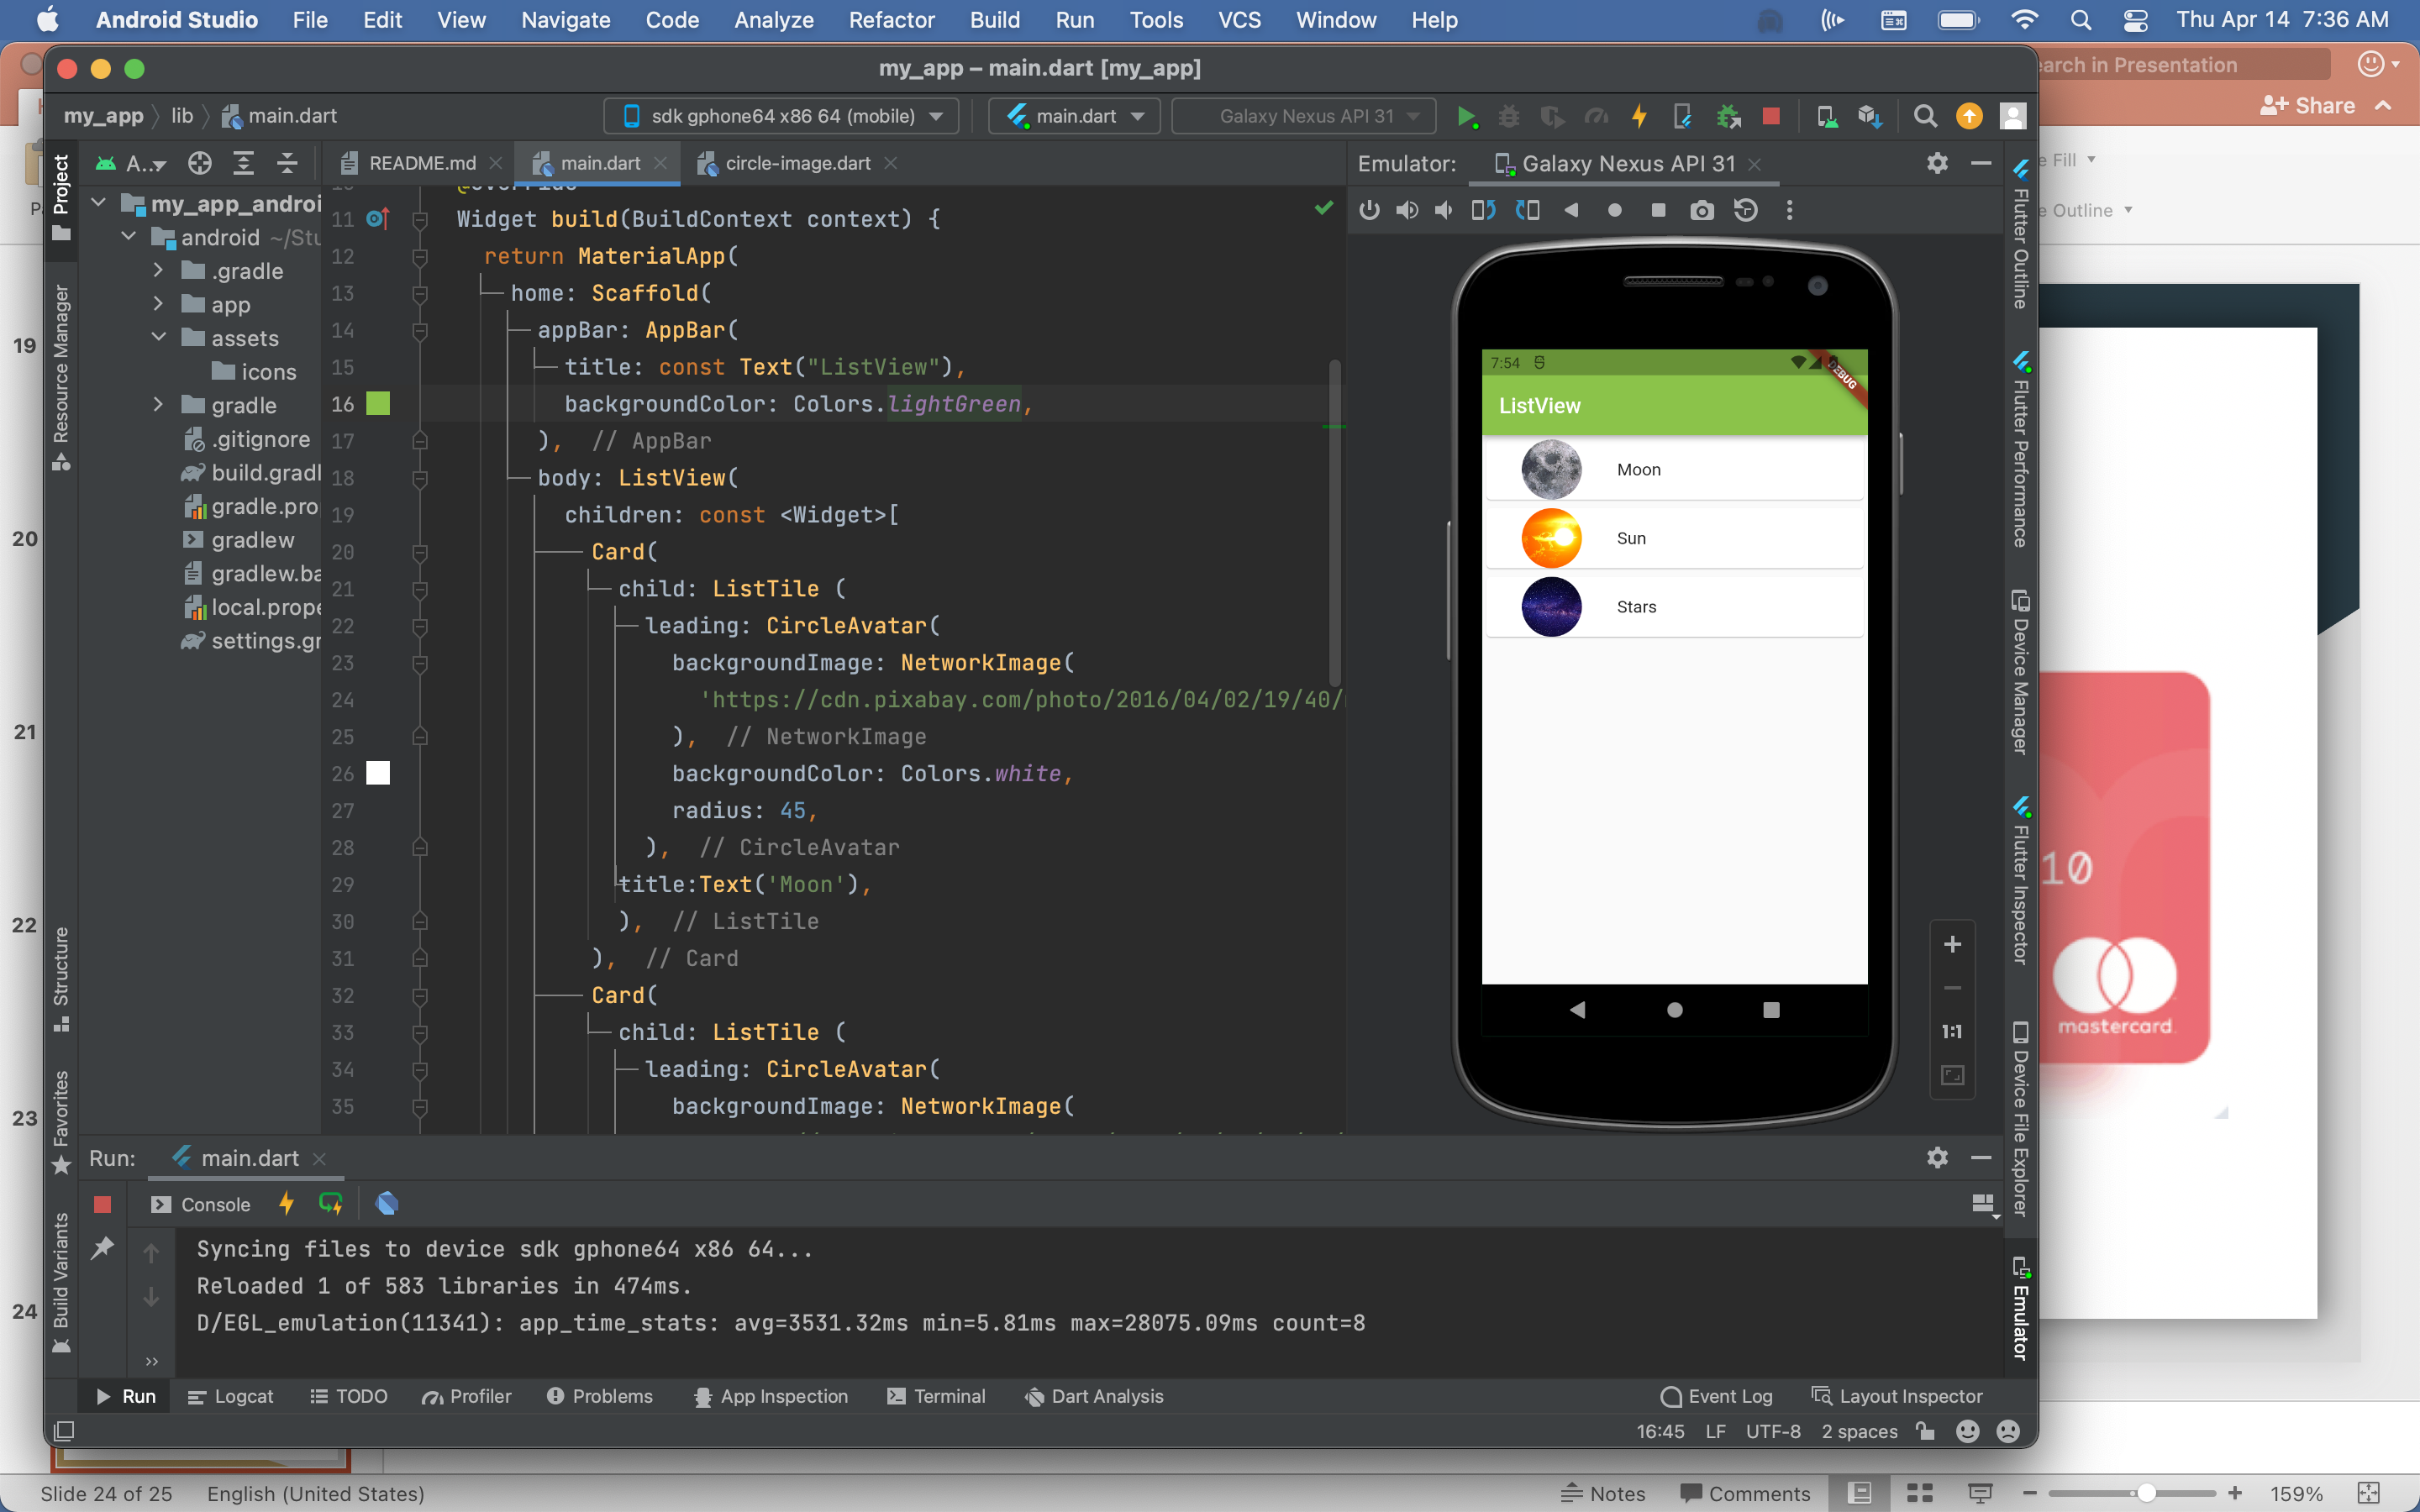 Android Studio File Edit View Navigate Code Analyze Refactor Build Run Tools VCS Window Help Thu Apr 14 7:36 AM
my_app – main.dart [my_app]
earch in Presentation
Share
my_app lib main.dart sdk gphone64 x86 64 (mobile) main.dart Galaxy Nexus API 31
A... README.md main.dart circle-image.dart Emulator: Galaxy Nexus API 31
e Fill
e Outline
Project
Resource Manager
Structure
Favorites
Build Variants
my_app_androi
android ~/Stu
.gradle
app
assets
icons
gradle
.gitignore
build.gradl
gradle.pro
gradlew
gradlew.ba
local.prope
settings.gr
11 Widget build(BuildContext context) {
12 return MaterialApp(
13 home: Scaffold(
14 appBar: AppBar(
15 title: const Text("ListView"),
16 backgroundColor: Colors.lightGreen,
17 ), // AppBar
18 body: ListView(
19 children: const <Widget>[
20 Card(
21 child: ListTile (
22 leading: CircleAvatar(
23 backgroundImage: NetworkImage(
24 'https://cdn.pixabay.com/photo/2016/04/02/19/40/
25 ), // NetworkImage
26 backgroundColor: Colors.white,
27 radius: 45,
28 ), // CircleAvatar
29 title:Text('Moon'),
30 ), // ListTile
31 ), // Card
32 Card(
33 child: ListTile (
34 leading: CircleAvatar(
35 backgroundImage: NetworkImage(
7:54
DEBUG
ListView
Moon
Sun
Stars
1:1
Flutter Outline
Flutter Performance
Device Manager
Flutter Inspector
Device File Explorer
Emulator
19
20
21
22
23
24
10
mastercard
Run: main.dart
Console
Syncing files to device sdk gphone64 x86 64...
Reloaded 1 of 583 libraries in 474ms.
D/EGL_emulation(11341): app_time_stats: avg=3531.32ms min=5.81ms max=28075.09ms count=8
Run Logcat TODO Profiler Problems App Inspection Terminal Dart Analysis Event Log Layout Inspector
16:45 LF UTF-8 2 spaces
Slide 24 of 25 English (United States) Notes Comments 159%